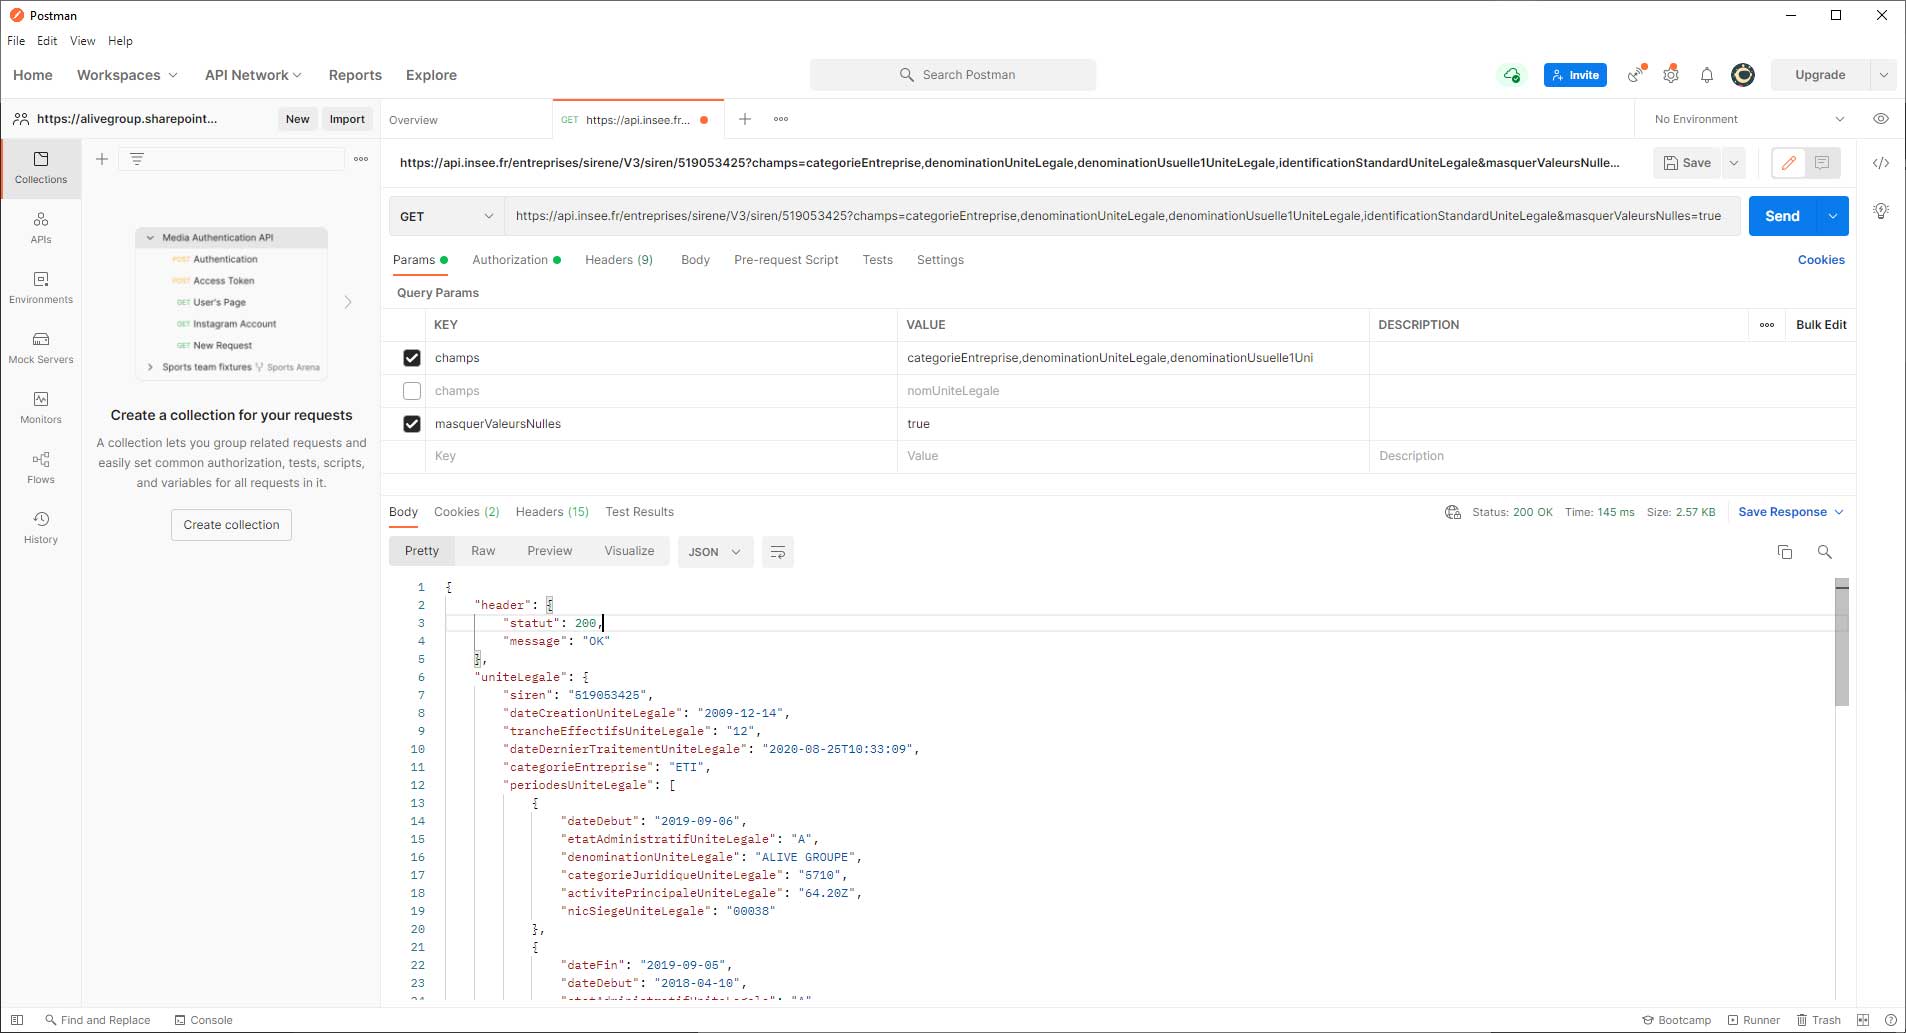 Postman
File Edit View Help
Home Workspaces API Network Reports Explore
Search Postman
Invite
Upgrade
https://alivegroup.sharepoint...
New Import
Overview
GET https://api.insee.fr...
No Environment
https://api.insee.fr/entreprises/sirene/V3/siren/519053425?champs=categorieEntreprise,denominationUniteLegale,denominationUsuelle1UniteLegale,identificationStandardUniteLegale&masquerValeursNulle...
Save
GET
https://api.insee.fr/entreprises/sirene/V3/siren/519053425?champs=categorieEntreprise,denominationUniteLegale,denominationUsuelle1UniteLegale,identificationStandardUniteLegale&masquerValeursNulles=true
Send
Params Authorization Headers (9) Body Pre-request Script Tests Settings
Cookies
Query Params
KEY VALUE DESCRIPTION Bulk Edit
champs categorieEntreprise,denominationUniteLegale,denominationUsuelle1Uni
champs nomUniteLegale
masquerValeursNulles true
Key Value Description
Collections
APIs
Environments
Mock Servers
Monitors
Flows
History
Media Authentication API
POST Authentication
POST Access Token
GET User's Page
GET Instagram Account
GET New Request
Sports team fixtures Sports Arena
Create a collection for your requests
A collection lets you group related requests and
easily set common authorization, tests, scripts,
and variables for all requests in it.
Create collection
Body Cookies (2) Headers (15) Test Results
Status: 200 OK Time: 145 ms Size: 2.57 KB Save Response
Pretty Raw Preview Visualize JSON
1 {
2 "header": {
3 "statut": 200,
4 "message": "OK"
5 },
6 "uniteLegale": {
7 "siren": "519053425",
8 "dateCreationUniteLegale": "2009-12-14",
9 "trancheEffectifsUniteLegale": "12",
10 "dateDernierTraitementUniteLegale": "2020-08-25T10:33:09",
11 "categorieEntreprise": "ETI",
12 "periodesUniteLegale": [
13 {
14 "dateDebut": "2019-09-06",
15 "etatAdministratifUniteLegale": "A",
16 "denominationUniteLegale": "ALIVE GROUPE",
17 "categorieJuridiqueUniteLegale": "5710",
18 "activitePrincipaleUniteLegale": "64.20Z",
19 "nicSiegeUniteLegale": "00038"
20 },
21 {
22 "dateFin": "2019-09-05",
23 "dateDebut": "2018-04-10",
24 "etatAdministratifUniteLegale": "A",
Find and Replace Console
Bootcamp Runner Trash